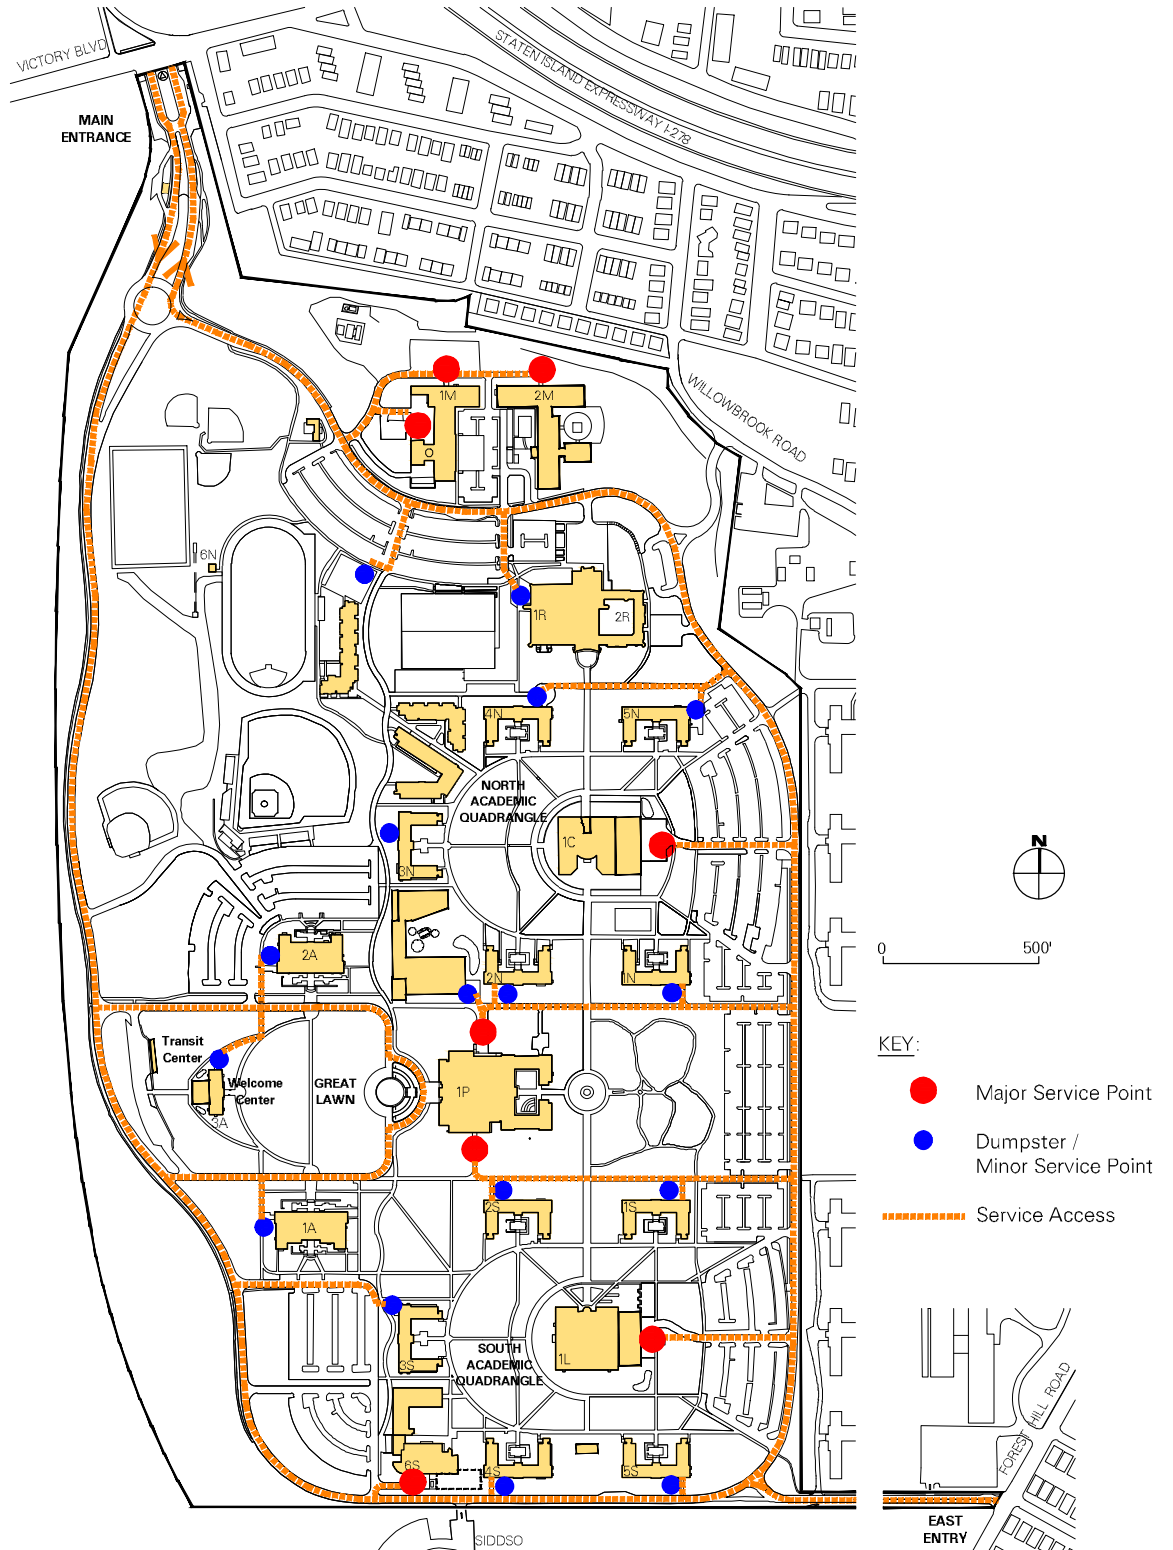 VICTORY BLVD
STATEN ISLAND EXPRESSWAY I-278
MAIN
ENTRANCE
WILLOWBROOK ROAD
1M
2M
6N
1R
2R
4N
5N
NORTH
ACADEMIC
QUADRANGLE
1C
3N
N
2A
2N
1N
0
500'
Transit
Center
Welcome
Center
3A
GREAT
LAWN
1P
KEY:
Major Service Point
Dumpster /
Minor Service Point
Service Access
2S
1S
1A
3S
SOUTH
ACADEMIC
QUADRANGLE
1L
6S
4S
5S
FOREST HILL ROAD
EAST
ENTRY
SIDDSO